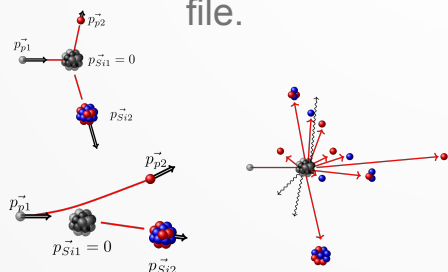 file.
p⃗p2
p⃗p1
p⃗Si1 = 0
p⃗Si2
p⃗p2
p⃗p1
p⃗Si1 = 0
p⃗Si2